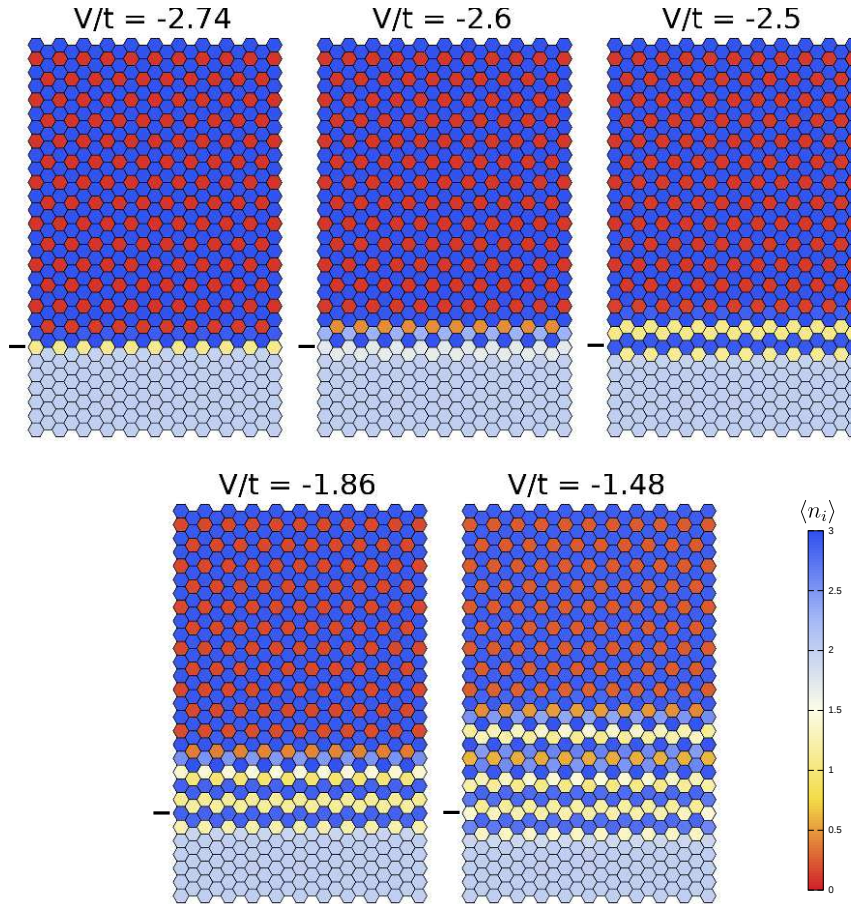 V/t = -2.74
V/t = -2.6
V/t = -2.5
V/t = -1.86
V/t = -1.48
⟨n_i⟩
3
2.5
2
1.5
1
0.5
0